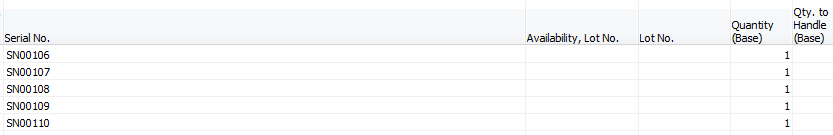 Serial No. Availability, Lot No. Lot No. Quantity (Base) Qty. to Handle (Base)
SN00106 1
SN00107 1
SN00108 1
SN00109 1
SN00110 1